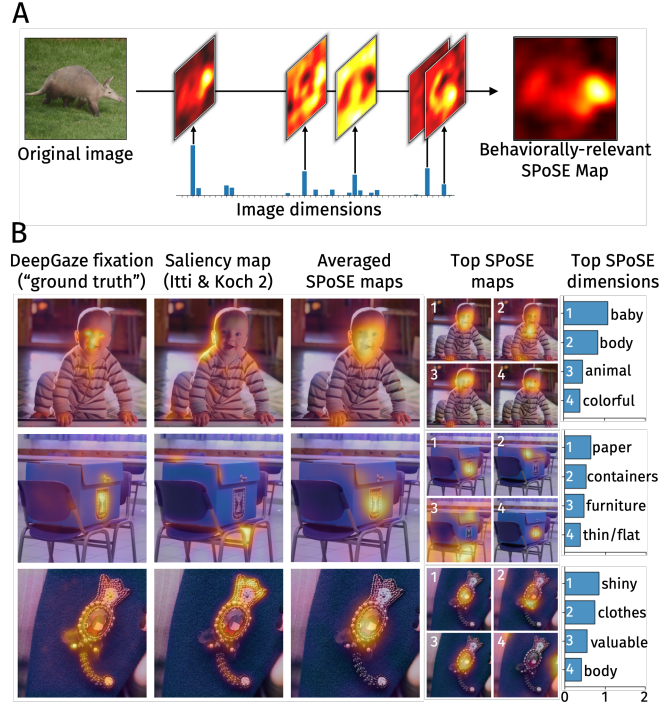 A
Original image
Image dimensions
Behaviorally-relevant
SPoSE Map
B
DeepGaze fixation
("ground truth")
Saliency map
(Itti & Koch 2)
Averaged
SPoSE maps
Top SPoSE
maps
Top SPoSE
dimensions
1 2
3 4
1 baby
2 body
3 animal
4 colorful
1 2
3 4
1 paper
2 containers
3 furniture
4 thin/flat
1 2
3 4
1 shiny
2 clothes
3 valuable
4 body
0 1 2